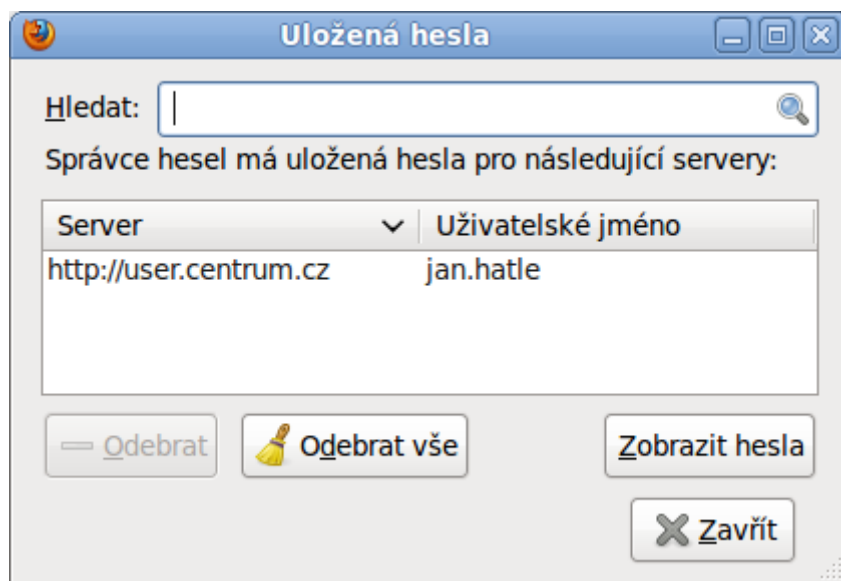 Uložená hesla
Hledat:
Správce hesel má uložená hesla pro následující servery:
Server Uživatelské jméno
http://user.centrum.cz jan.hatle
Odebrat Odebrat vše Zobrazit hesla
Zavřít